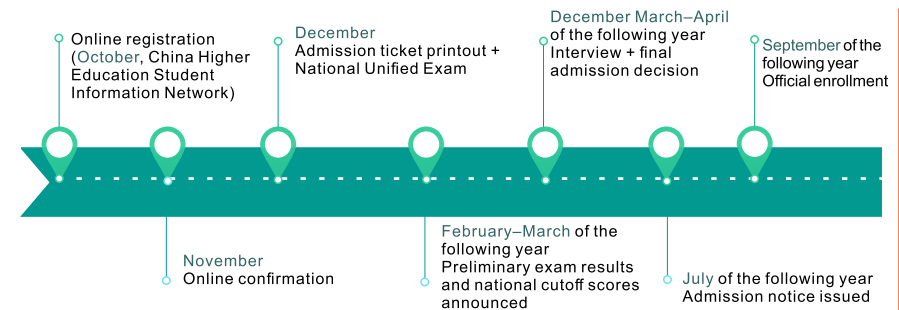 Online registration
(October, China Higher
Education Student
Information Network)
November
Online confirmation
December
Admission ticket printout +
National Unified Exam
February–March of the
following year
Preliminary exam results
and national cutoff scores
announced
December March–April
of the following year
Interview + final
admission decision
July of the following year
Admission notice issued
September of the
following year
Official enrollment